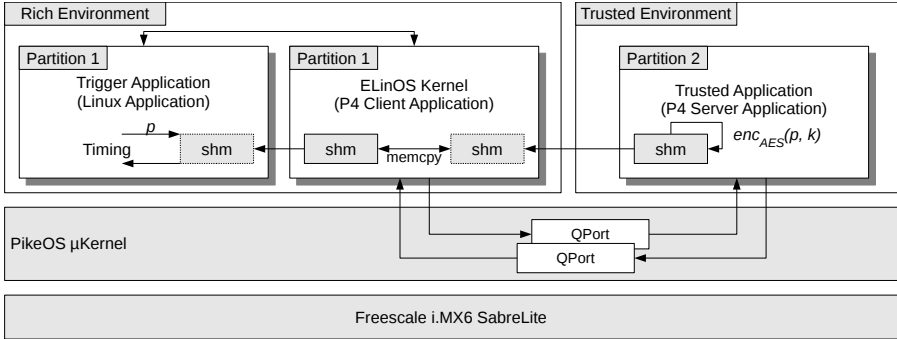 Rich Environment
Trusted Environment
Partition 1
Trigger Application
(Linux Application)
p
Timing
shm
Partition 1
ELinOS Kernel
(P4 Client Application)
shm
memcpy
shm
Partition 2
Trusted Application
(P4 Server Application)
shm
enc_AES(p, k)
PikeOS µKernel
QPort
QPort
Freescale i.MX6 SabreLite